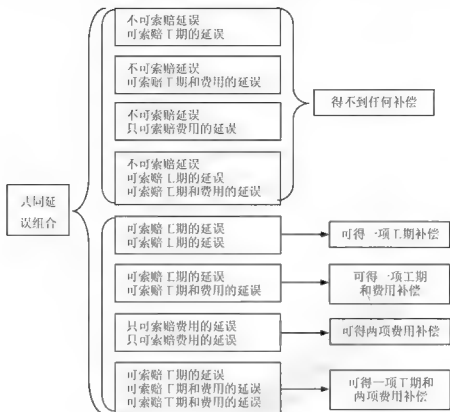 共同延
误组合
不可索赔延误
可索赔工期的延误
不可索赔延误
可索赔工期和费用的延误
不可索赔延误
只可索赔费用的延误
不可索赔延误
可索赔工期的延误
可索赔工期和费用的延误
得不到任何补偿
可索赔工期的延误
可索赔工期的延误
可得一项工期补偿
可索赔工期的延误
可索赔工期和费用的延误
可得一项工期
和费用补偿
只可索赔费用的延误
只可索赔费用的延误
可得两项费用补偿
可索赔工期的延误
可索赔工期和费用的延误
可索赔工期和费用的延误
可得一项工期和
两项费用补偿